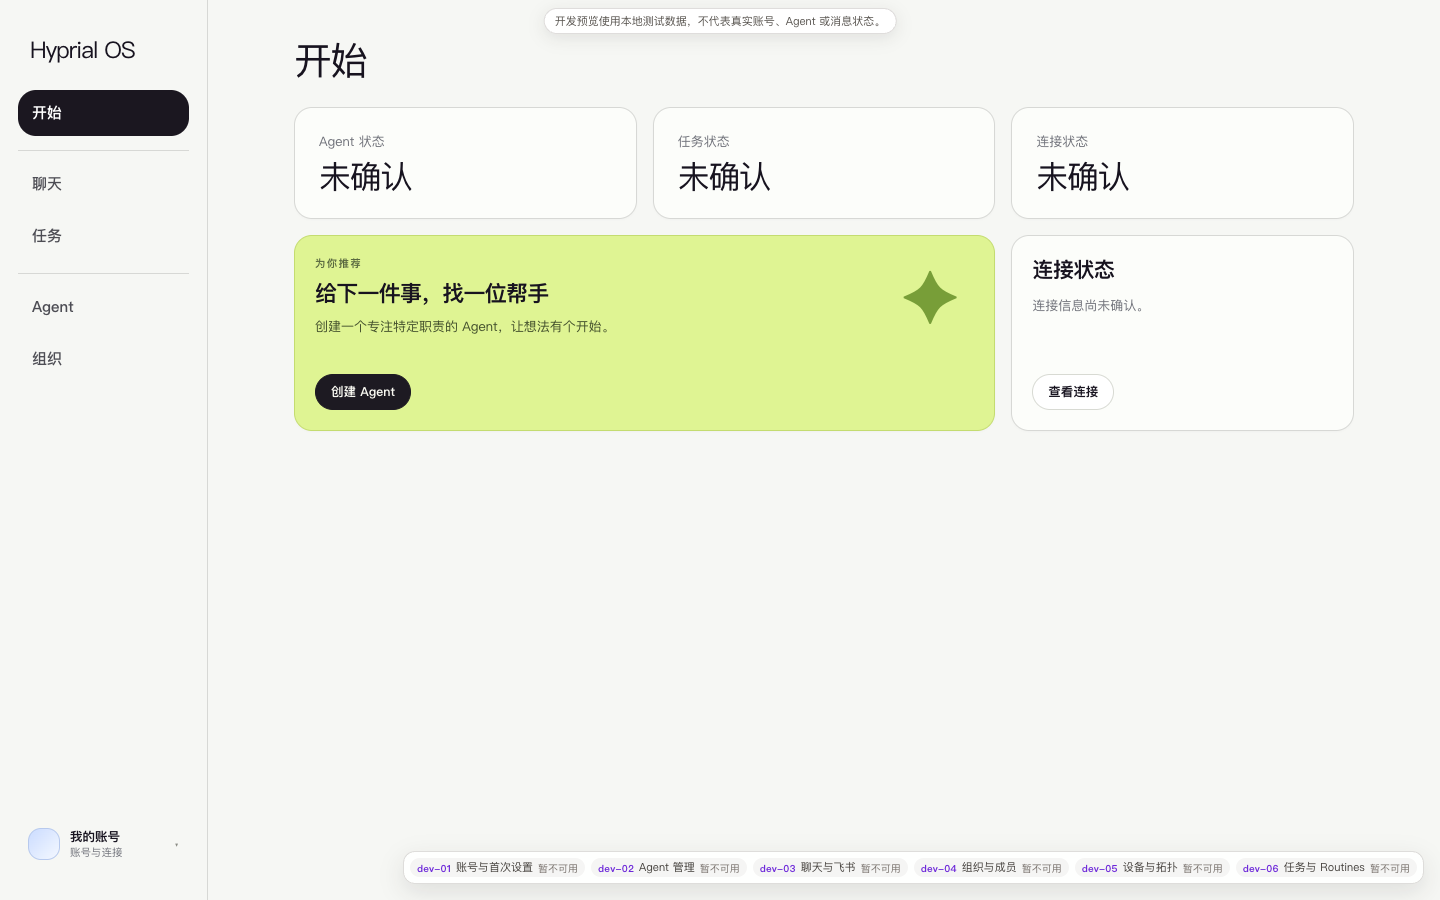 开发预览使用本地测试数据，不代表真实账号、Agent 或消息状态。
Hyprial OS
开始
聊天
任务
Agent
组织
我的账号
账号与连接
开始
Agent 状态
未确认
任务状态
未确认
连接状态
未确认
为你推荐
给下一件事，找一位帮手
创建一个专注特定职责的 Agent，让想法有个开始。
创建 Agent
连接状态
连接信息尚未确认。
查看连接
dev-01 账号与首次设置 暂不可用 dev-02 Agent 管理 暂不可用 dev-03 聊天与飞书 暂不可用 dev-04 组织与成员 暂不可用 dev-05 设备与拓扑 暂不可用 dev-06 任务与 Routines 暂不可用